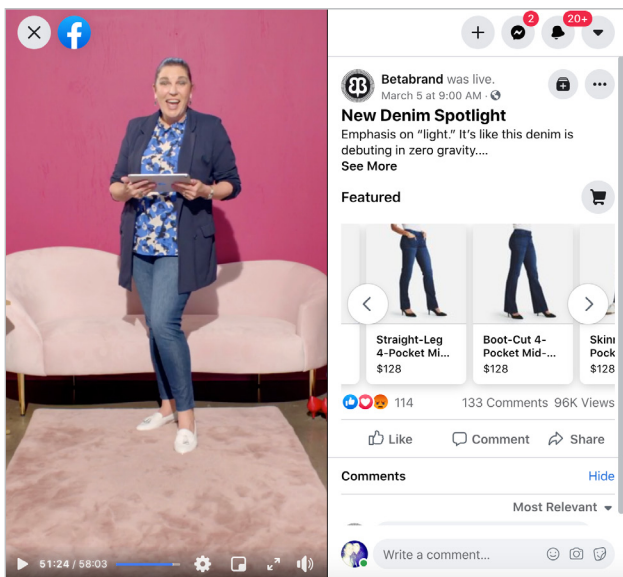 2
20+
Betabrand was live.
March 5 at 9:00 AM ·
New Denim Spotlight
Emphasis on “light.” It’s like this denim is
debuting in zero gravity....
See More
Featured
Straight-Leg
4-Pocket Mi...
$128
Boot-Cut 4-
Pocket Mid-...
$128
Skinn
Pock
$128
114
133 Comments 96K Views
Like
Comment
Share
Comments
Hide
Most Relevant
Write a comment...
51:24 / 58:03